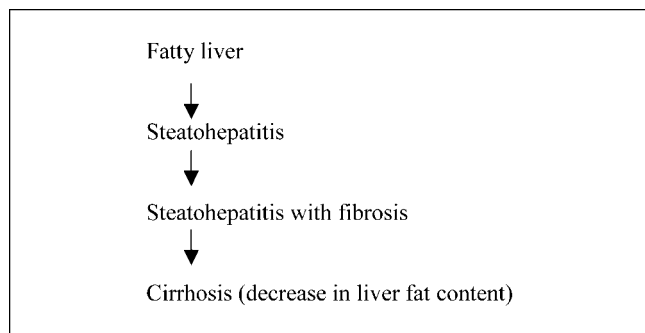 Fatty liver
Steatohepatitis
Steatohepatitis with fibrosis
Cirrhosis (decrease in liver fat content)